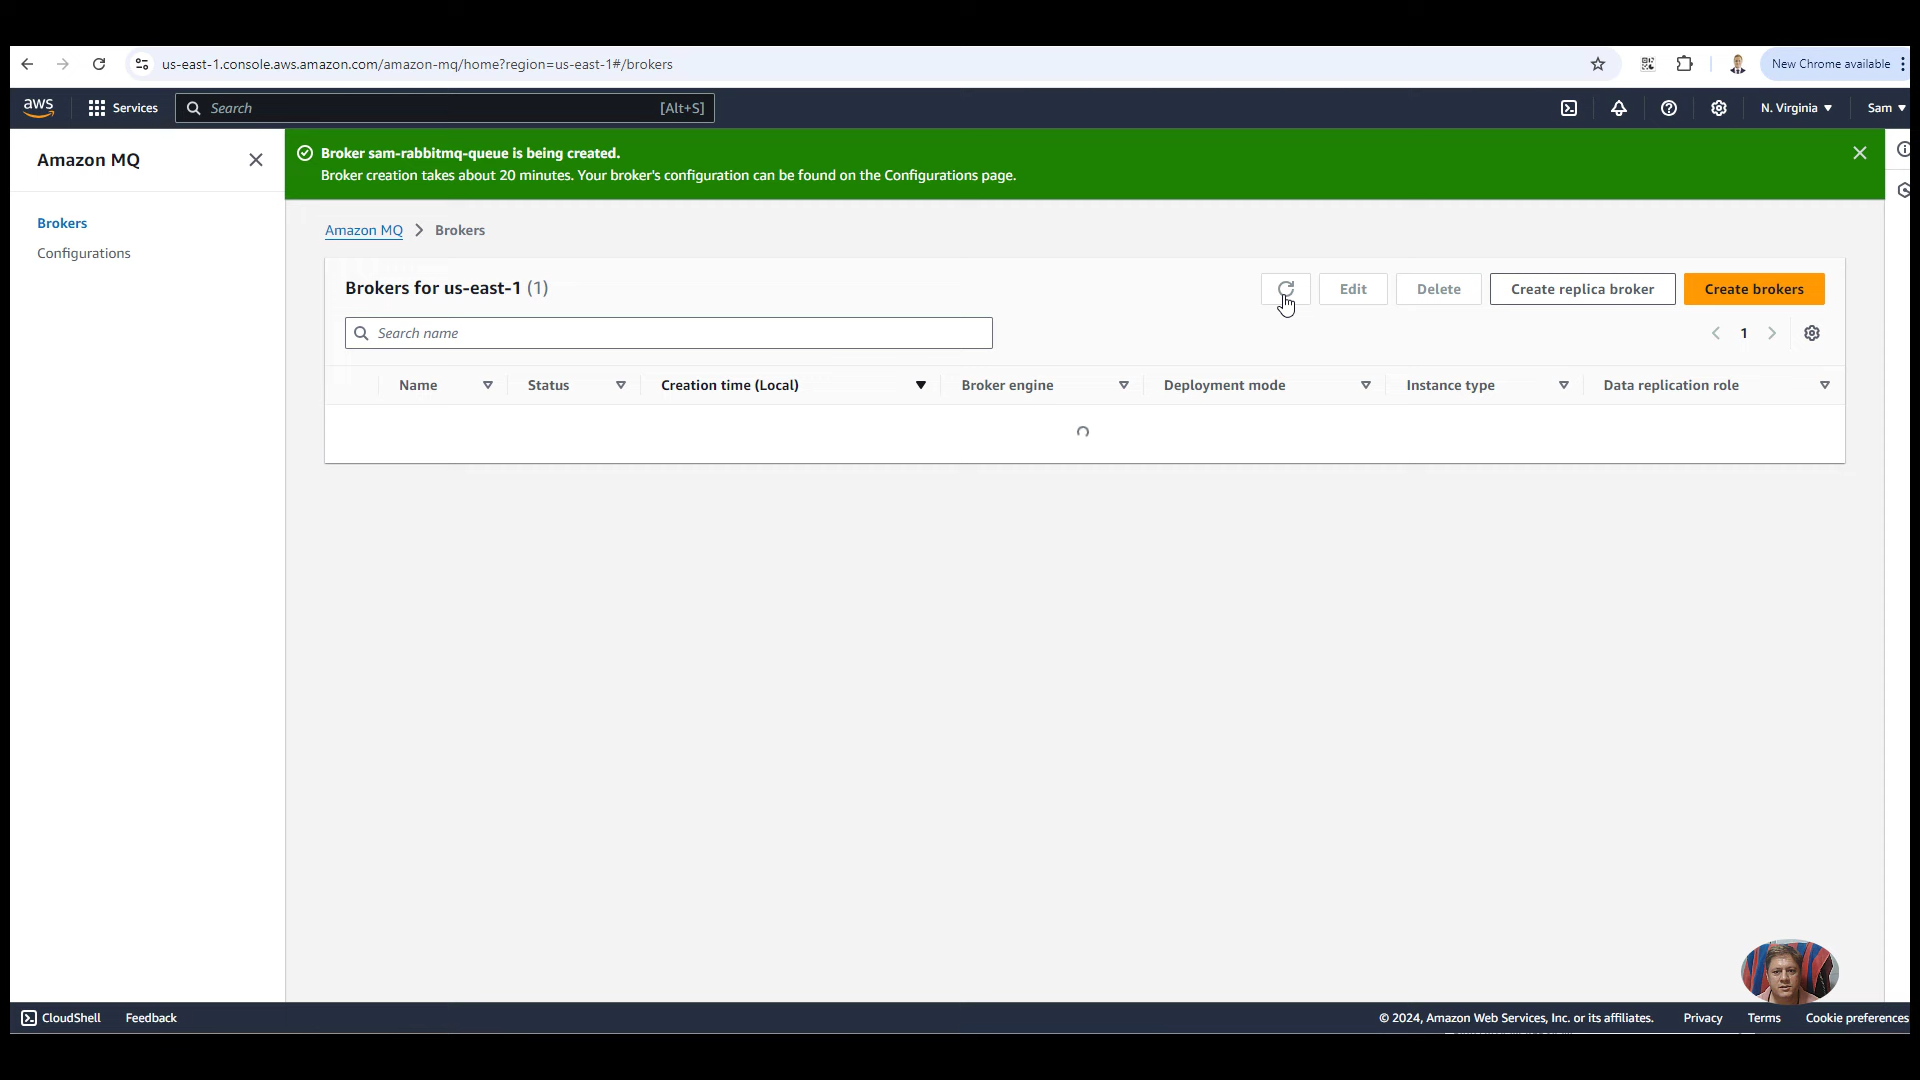 us-east-1.console.aws.amazon.com/amazon-mq/home?region=us-east-1#/brokers
New Chrome available
aws
Services
Search
[Alt+S]
N. Virginia
Sam
Amazon MQ
Broker sam-rabbitmq-queue is being created.
Broker creation takes about 20 minutes. Your broker's configuration can be found on the Configurations page.
Brokers
Configurations
Amazon MQ
Brokers
Brokers for us-east-1 (1)
Edit
Delete
Create replica broker
Create brokers
Search name
1
Name
Status
Creation time (Local)
Broker engine
Deployment mode
Instance type
Data replication role
CloudShell
Feedback
© 2024, Amazon Web Services, Inc. or its affiliates.
Privacy
Terms
Cookie preferences